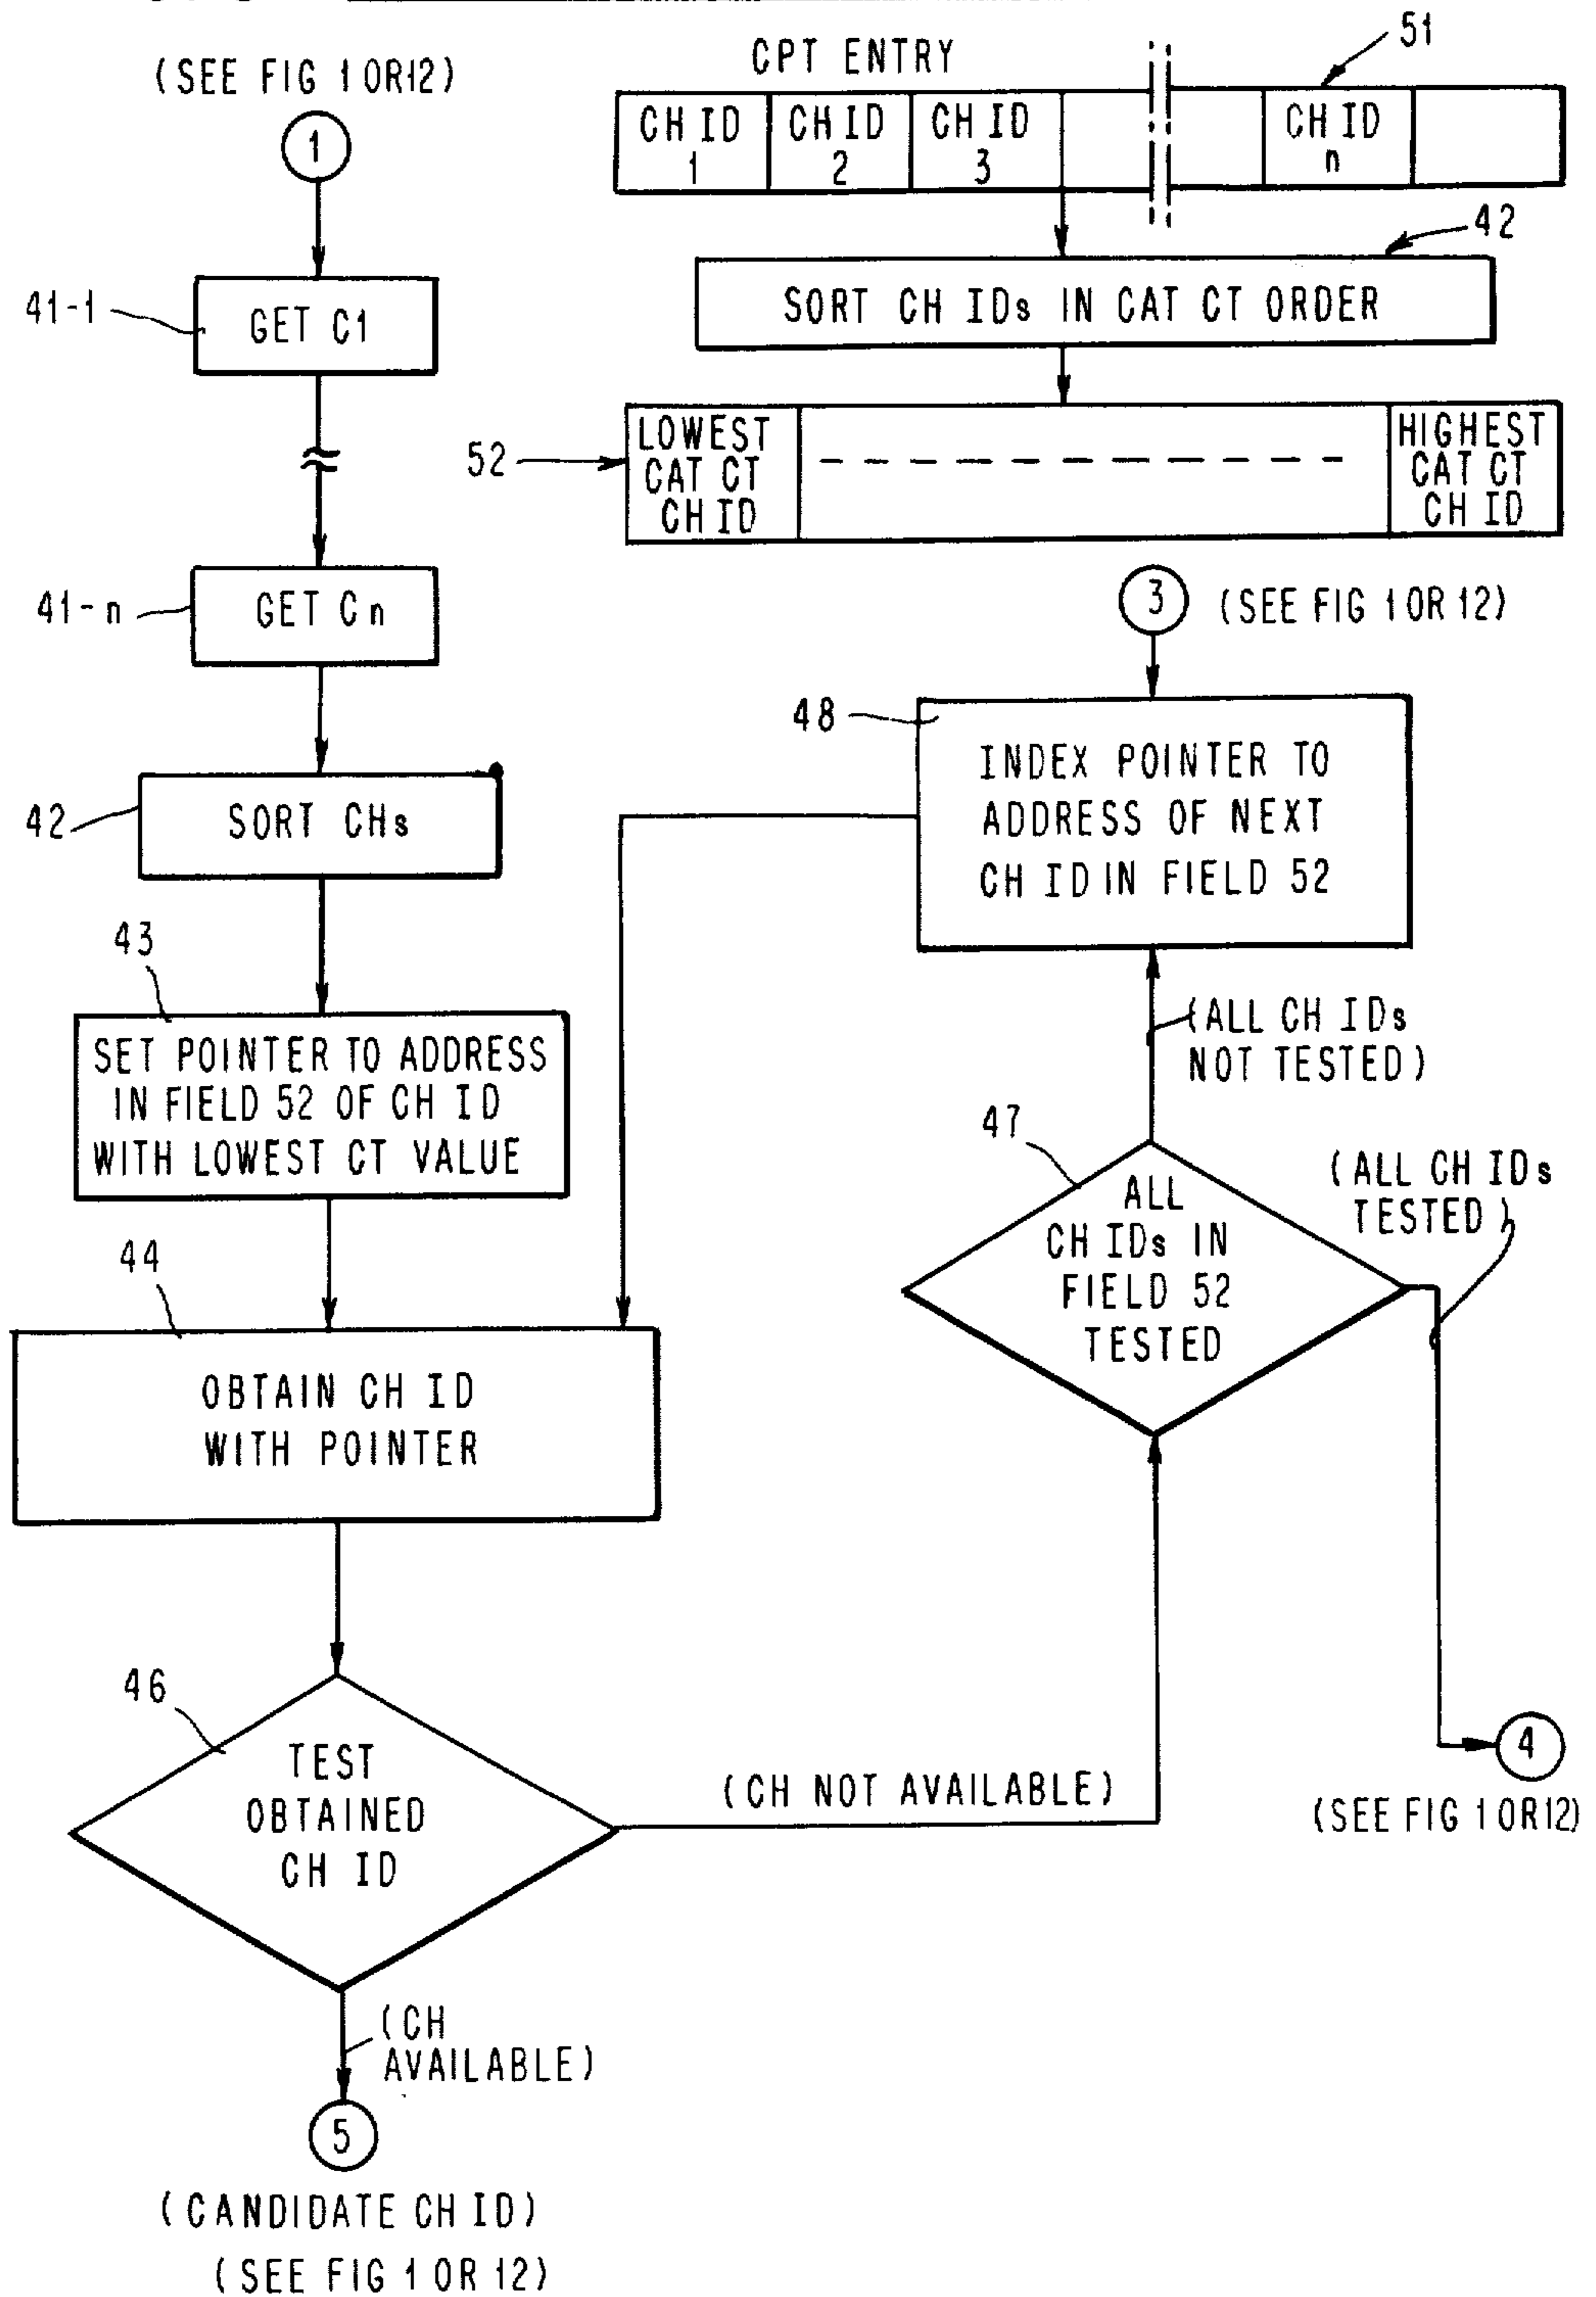 (SEE FIG 1 OR 12)
1
41-1
GET C1
41-n
GET Cn
42
SORT CHs
43
SET POINTER TO ADDRESS
IN FIELD 52 OF CH ID
WITH LOWEST CT VALUE
44
OBTAIN CH ID
WITH POINTER
46
TEST
OBTAINED
CH ID
(CH NOT AVAILABLE)
(CH
AVAILABLE)
5
(CANDIDATE CH ID)
(SEE FIG 1 OR 12)
CPT ENTRY
51
CH ID
1
CH ID
2
CH ID
3
CH ID
n
42
SORT CH IDs IN CAT CT ORDER
52
LOWEST
CAT CT
CH ID
HIGHEST
CAT CT
CH ID
3
(SEE FIG 1 OR 12)
48
INDEX POINTER TO
ADDRESS OF NEXT
CH ID IN FIELD 52
(ALL CH IDs
NOT TESTED)
47
ALL
CH IDs IN
FIELD 52
TESTED
(ALL CH IDs
TESTED)
4
(SEE FIG 1 OR 12)